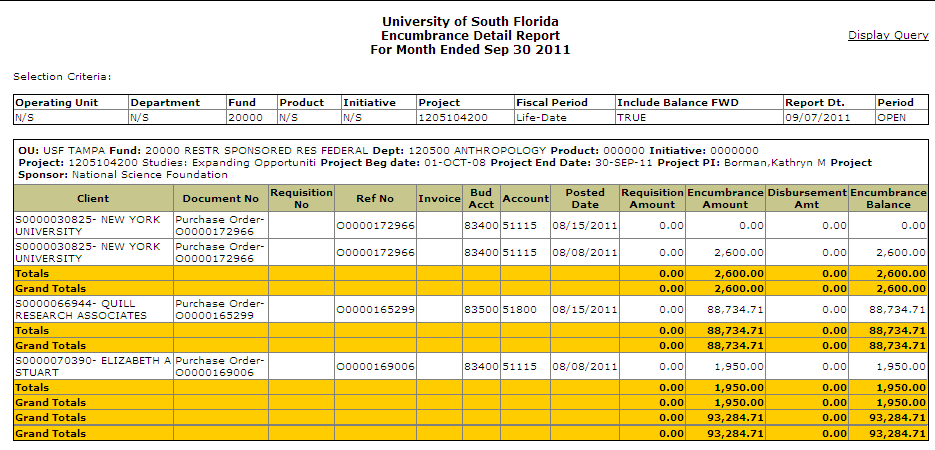 University of South Florida
Encumbrance Detail Report
For Month Ended Sep 30 2011
Display Query
Selection Criteria:
Operating Unit Department Fund Product Initiative Project Fiscal Period Include Balance FWD Report Dt. Period
N/S N/S 20000 N/S N/S 1205104200 Life-Date TRUE 09/07/2011 OPEN
OU: USF TAMPA Fund: 20000 RESTR SPONSORED RES FEDERAL Dept: 120500 ANTHROPOLOGY Product: 000000 Initiative: 0000000
Project: 1205104200 Studies: Expanding Opportuniti Project Beg date: 01-OCT-08 Project End Date: 30-SEP-11 Project PI: Borman,Kathryn M Project
Sponsor: National Science Foundation
Client Document No Requisition No Ref No Invoice Bud Acct Account Posted Date Requisition Amount Encumbrance Amount Disbursement Amt Encumbrance Balance
S0000030825- NEW YORK UNIVERSITY Purchase Order-O0000172966 O0000172966 83400 51115 08/15/2011 0.00 0.00 0.00 0.00
S0000030825- NEW YORK UNIVERSITY Purchase Order-O0000172966 O0000172966 83400 51115 08/08/2011 0.00 2,600.00 0.00 2,600.00
Totals 0.00 2,600.00 0.00 2,600.00
Grand Totals 0.00 2,600.00 0.00 2,600.00
S0000066944- QUILL RESEARCH ASSOCIATES Purchase Order-O0000165299 O0000165299 83500 51800 08/15/2011 0.00 88,734.71 0.00 88,734.71
Totals 0.00 88,734.71 0.00 88,734.71
Grand Totals 0.00 88,734.71 0.00 88,734.71
S0000070390- ELIZABETH A STUART Purchase Order-O0000169006 O0000169006 83400 51115 08/08/2011 0.00 1,950.00 0.00 1,950.00
Totals 0.00 1,950.00 0.00 1,950.00
Grand Totals 0.00 1,950.00 0.00 1,950.00
Grand Totals 0.00 93,284.71 0.00 93,284.71
Grand Totals 0.00 93,284.71 0.00 93,284.71